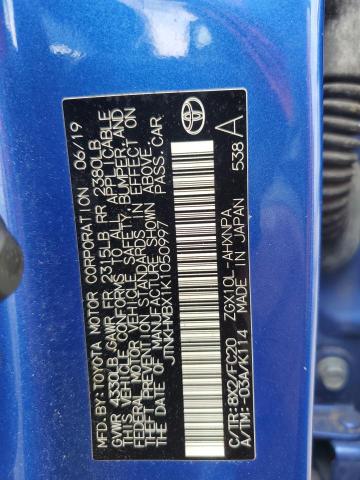 MFD.BY:TOYOTA MOTOR CORPORATION 06/19
GVWR 4530LB GAWR FR 2315LB RR 2380LB
THIS VEHICLE CONFORMS TO ALL APPLICABLE
FEDERAL MOTOR VEHICLE SAFETY, BUMPER, AND
THEFT PREVENTION STANDARDS IN EFFECT ON
THE DATE OF MANUFACTURE SHOWN ABOVE.
JTNKHMBX1K1050997 PASS.CAR
C/TR:8X2/FC20 ZGX10L-AHXNPA
A/TM:-03A/K114 MADE IN JAPAN 538 A
TOYOTA